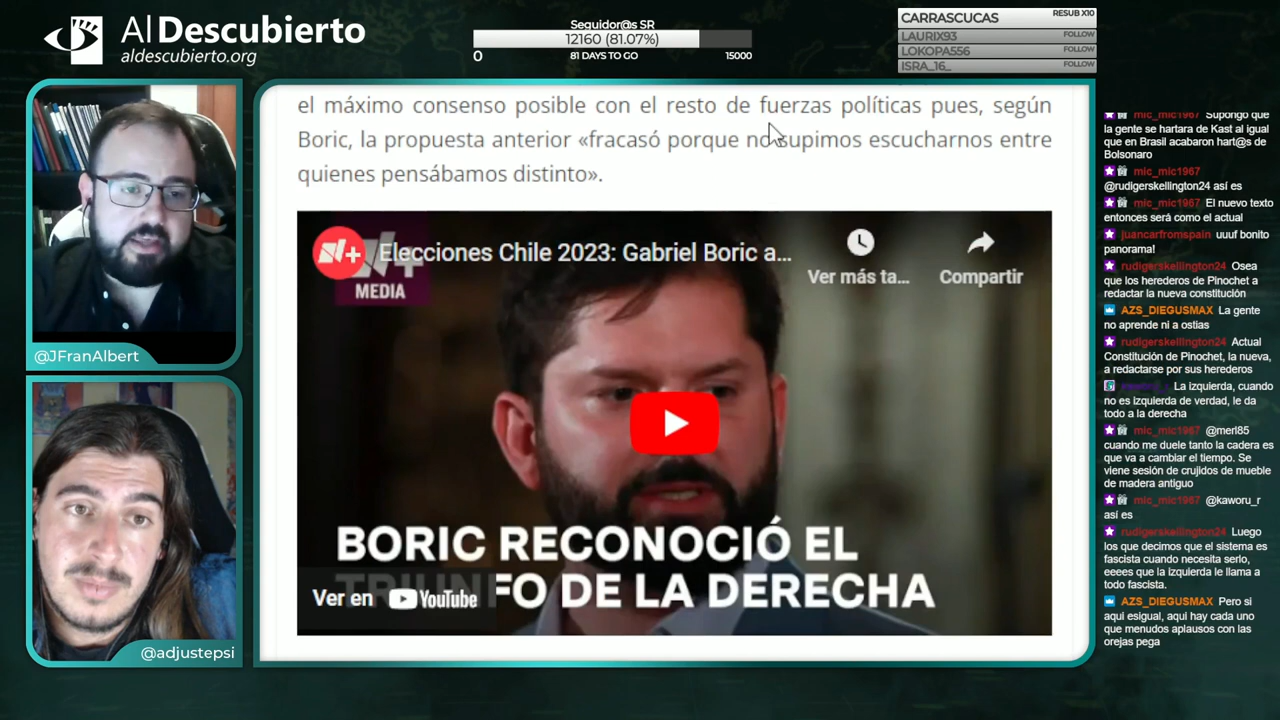 Al Descubierto
aldescubierto.org
Seguidor@s SR
12160 (81.07%)
0
81 DAYS TO GO
15000
CARRASCUCAS
RESUB X10
LAURIX93
FOLLOW
LOKOPA556
FOLLOW
ISRA_16_
FOLLOW
@JFranAlbert
@adjustepsi
el máximo consenso posible con el resto de fuerzas políticas pues, según
Boric, la propuesta anterior «fracasó porque no supimos escucharnos entre
quienes pensábamos distinto».
N+
MEDIA
Elecciones Chile 2023: Gabriel Boric a...
Ver más ta...
Compartir
BORIC RECONOCIÓ EL
TRIUNFO DE LA DERECHA
Ver en YouTube
mic_mic1967 Supongo que
la gente se hartara de Kast al igual
que en Brasil acabaron hart@s de
Bolsonaro
mic_mic1967
@rudigerskellington24 así es
mic_mic1967 El nuevo texto
entonces será como el actual
juancarfromspain uuuf bonito
panorama!
rudigerskellington24 Osea
que los herederos de Pinochet a
redactar la nueva constitución
AZS_DIEGUSMAX La gente
no aprende ni a ostias
rudigerskellington24 Actual
Constitución de Pinochet, la nueva,
a redactarse por sus herederos
La izquierda, cuando
no es izquierda de verdad, le da
todo a la derecha
mic_mic1967 @merl85
cuando me duele tanto la cadera es
que va a cambiar el tiempo. Se
viene sesión de crujidos de mueble
de madera antiguo
mic_mic1967 @kaworu_r
así es
rudigerskellington24 Luego
los que decimos que el sistema es
fascista cuando necesita serlo,
eeees que la izquierda le llama a
todo fascista.
AZS_DIEGUSMAX Pero si
aqui esigual, aqui hay cada uno
que menudos aplausos con las
orejas pega